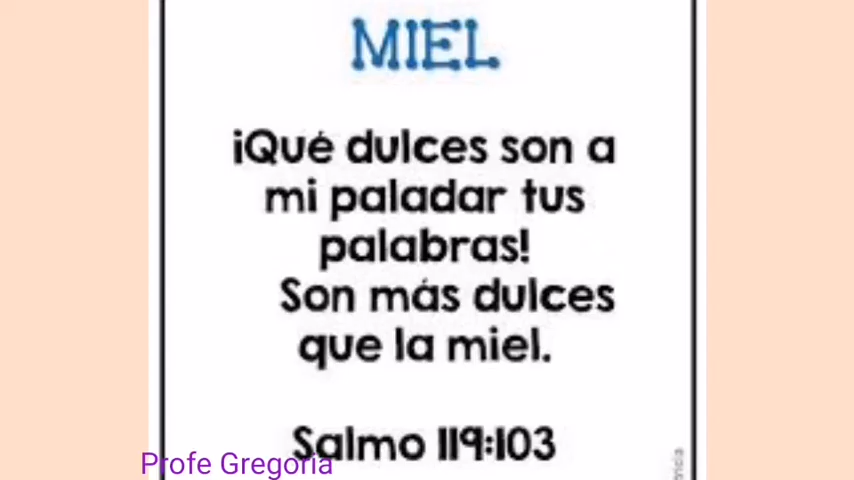 MIEL
¡Qué dulces son a
mi paladar tus
palabras!
Son más dulces
que la miel.
Salmo 119:103
Profe Gregoria